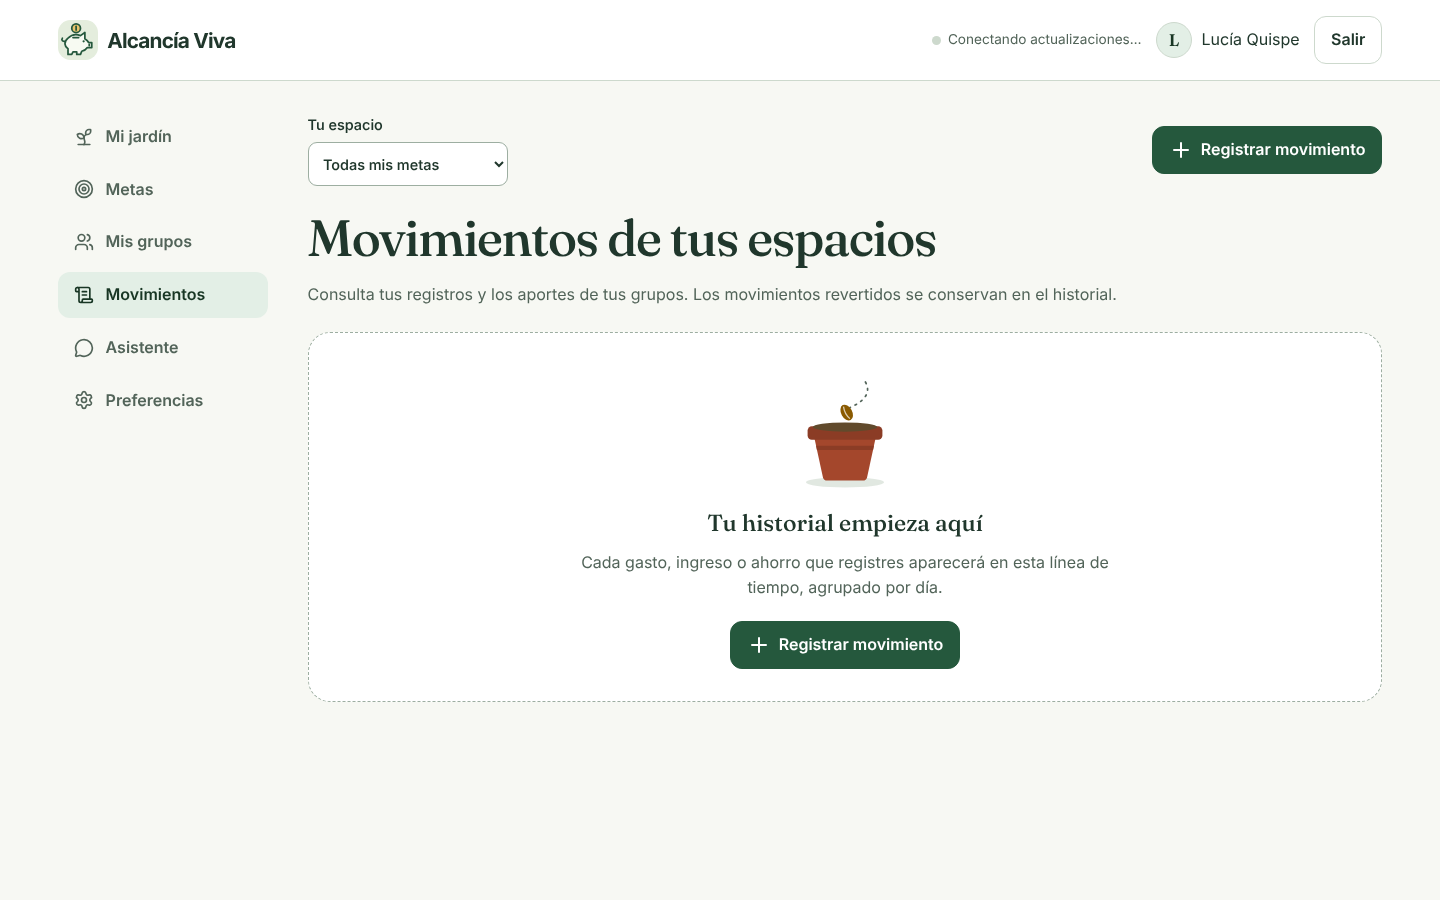 Alcancía Viva
Conectando actualizaciones...
L
Lucía Quispe
Salir
Mi jardín
Metas
Mis grupos
Movimientos
Asistente
Preferencias
Tu espacio
Todas mis metas
Registrar movimiento
Movimientos de tus espacios
Consulta tus registros y los aportes de tus grupos. Los movimientos revertidos se conservan en el historial.
Tu historial empieza aquí
Cada gasto, ingreso o ahorro que registres aparecerá en esta línea de
tiempo, agrupado por día.
Registrar movimiento